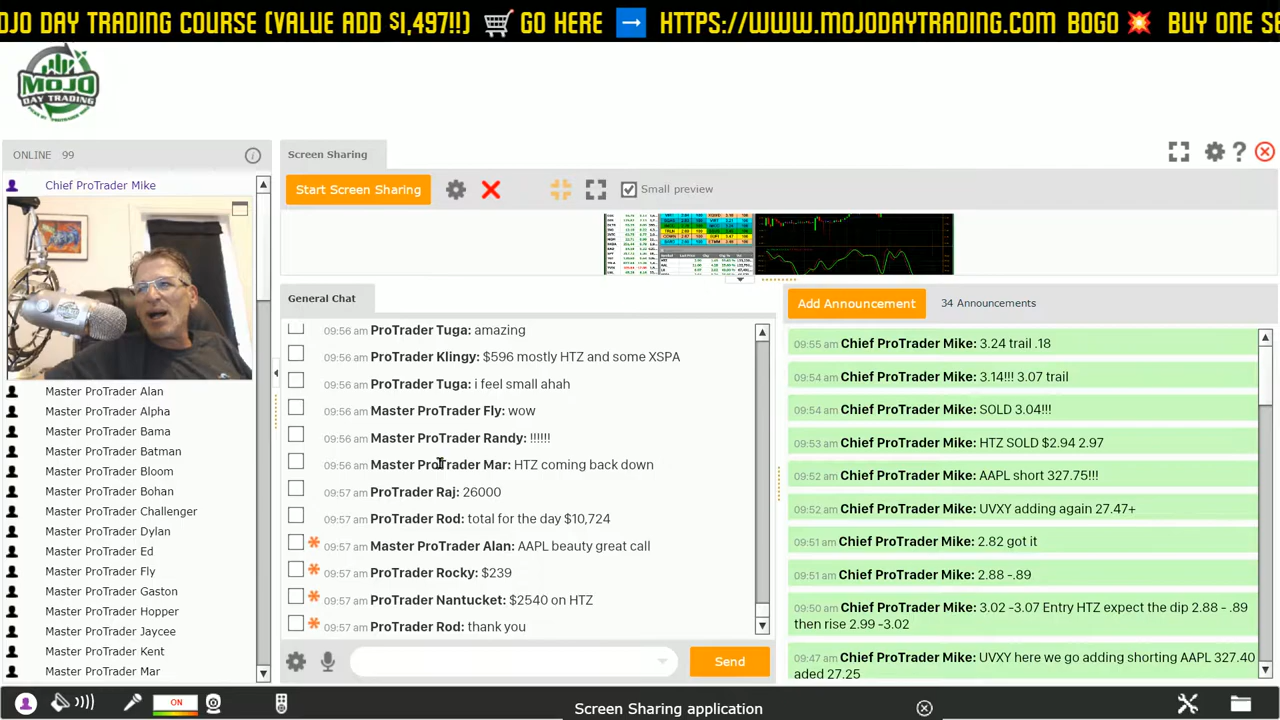 OJO DAY TRADING COURSE (VALUE ADD $1,497!!) 🛒 GO HERE ➡ HTTPS://WWW.MOJODAYTRADING.COM BOGO 💥 BUY ONE SE
MOJO
DAY TRADING
ONLINE 99
Chief ProTrader Mike
Master ProTrader Alan
Master ProTrader Alpha
Master ProTrader Bama
Master ProTrader Batman
Master ProTrader Bloom
Master ProTrader Bohan
Master ProTrader Challenger
Master ProTrader Dylan
Master ProTrader Ed
Master ProTrader Fly
Master ProTrader Gaston
Master ProTrader Hopper
Master ProTrader Jaycee
Master ProTrader Kent
Master ProTrader Mar
Screen Sharing
Start Screen Sharing
Small preview
General Chat
09:56 am ProTrader Tuga: amazing
09:56 am ProTrader Klingy: $596 mostly HTZ and some XSPA
09:56 am ProTrader Tuga: i feel small ahah
09:56 am Master ProTrader Fly: wow
09:56 am Master ProTrader Randy: !!!!!!
09:56 am Master ProTrader Mar: HTZ coming back down
09:57 am ProTrader Raj: 26000
09:57 am ProTrader Rod: total for the day $10,724
09:57 am Master ProTrader Alan: AAPL beauty great call
09:57 am ProTrader Rocky: $239
09:57 am ProTrader Nantucket: $2540 on HTZ
09:57 am ProTrader Rod: thank you
Send
Add Announcement
34 Announcements
09:55 am Chief ProTrader Mike: 3.24 trail .18
09:54 am Chief ProTrader Mike: 3.14!!! 3.07 trail
09:54 am Chief ProTrader Mike: SOLD 3.04!!!
09:53 am Chief ProTrader Mike: HTZ SOLD $2.94 2.97
09:52 am Chief ProTrader Mike: AAPL short 327.75!!!
09:52 am Chief ProTrader Mike: UVXY adding again 27.47+
09:51 am Chief ProTrader Mike: 2.82 got it
09:51 am Chief ProTrader Mike: 2.88 -.89
09:50 am Chief ProTrader Mike: 3.02 -3.07 Entry HTZ expect the dip 2.88 - .89
then rise 2.99 -3.02
09:47 am Chief ProTrader Mike: UVXY here we go adding shorting AAPL 327.40
aded 27.25
ON
Screen Sharing application